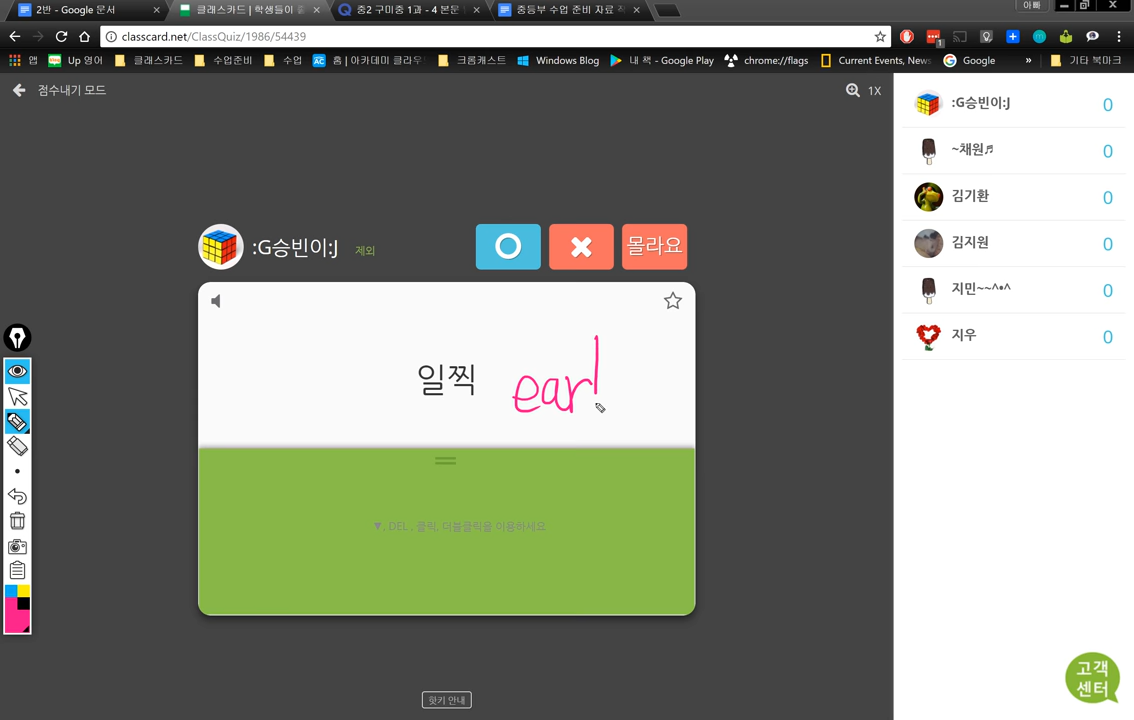 2반 - Google 문서
클래스카드 | 학생들이 좋
중2 구미중 1과 - 4 본문
중등부 수업 준비 자료 작
아빠
classcard.net/ClassQuiz/1986/54439
1
앱 Up 영어 클래스카드 수업준비 수업 홈 | 아카데미 클라우 크롬캐스트 Windows Blog 내 책 - Google Play chrome://flags Current Events, News Google » 기타 북마크
점수내기 모드
1X
:G승빈이:J 제외
몰라요
일찍 earl
▼, DEL , 클릭, 더블클릭을 이용하세요
핫키 안내
:G승빈이:J 0
~채원♬ 0
김기환 0
김지원 0
지민~~^•^ 0
지우 0
고객
센터